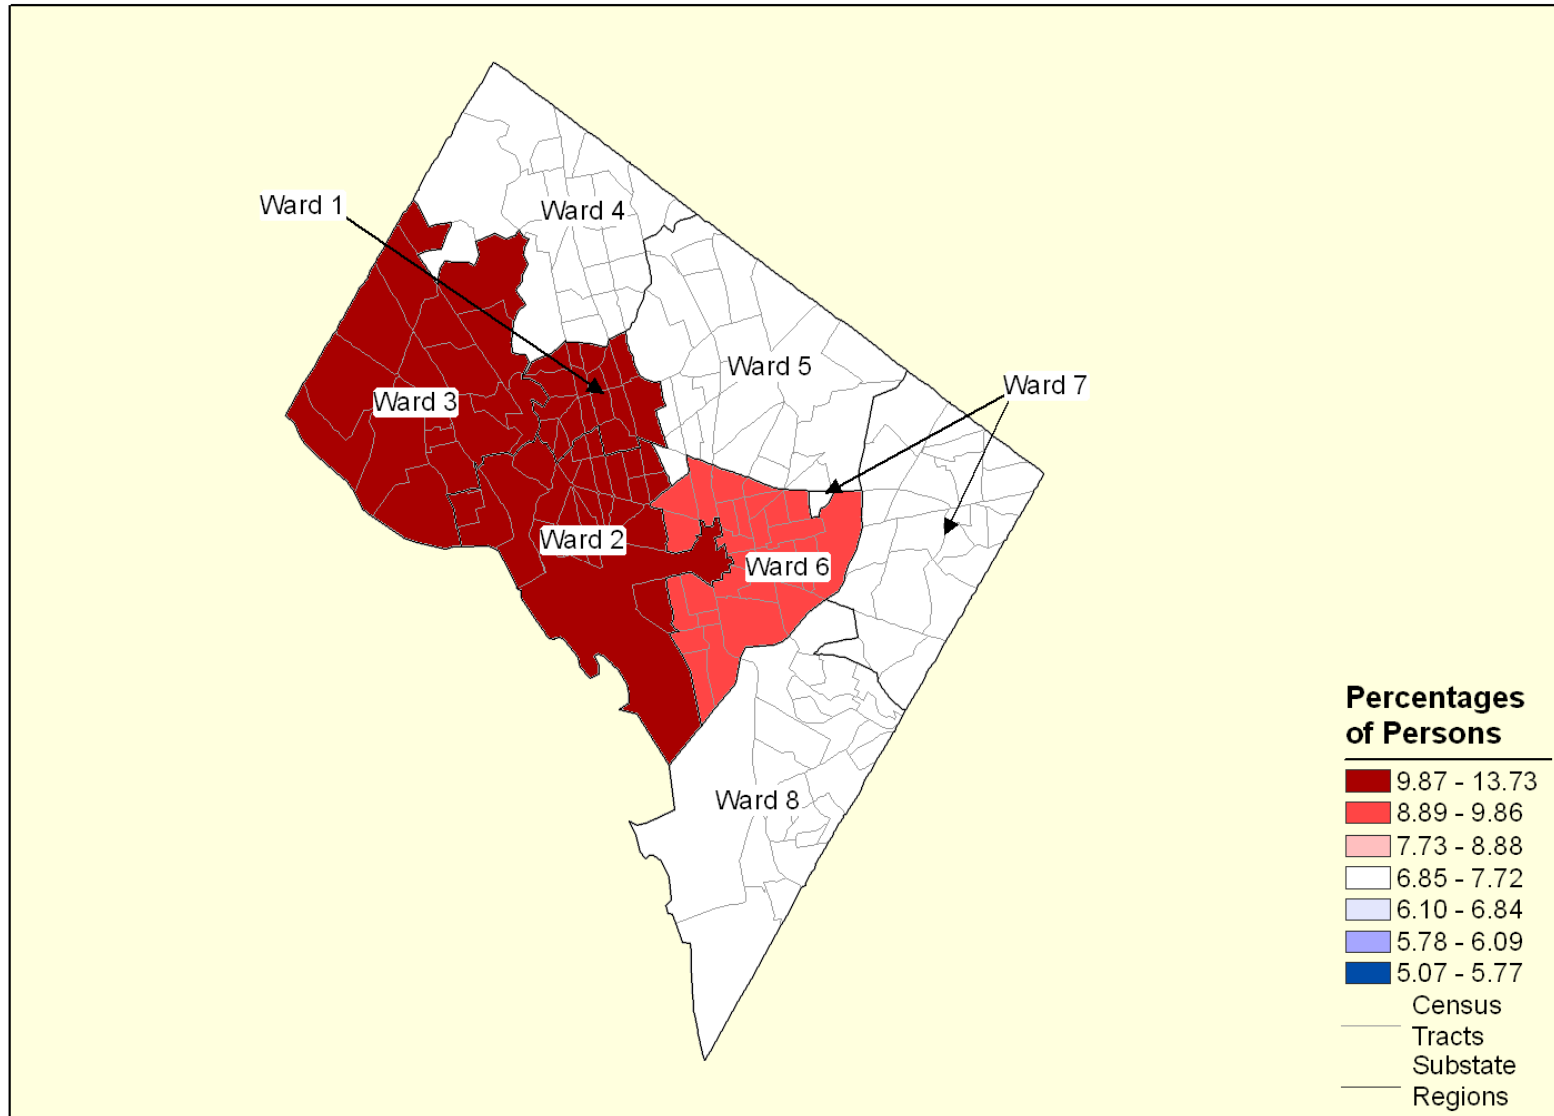 Ward 1
Ward 4
Ward 5
Ward 7
Ward 3
Ward 2
Ward 6
Ward 8
Percentages
of Persons
9.87 - 13.73
8.89 - 9.86
7.73 - 8.88
6.85 - 7.72
6.10 - 6.84
5.78 - 6.09
5.07 - 5.77
Census
Tracts
Substate
Regions